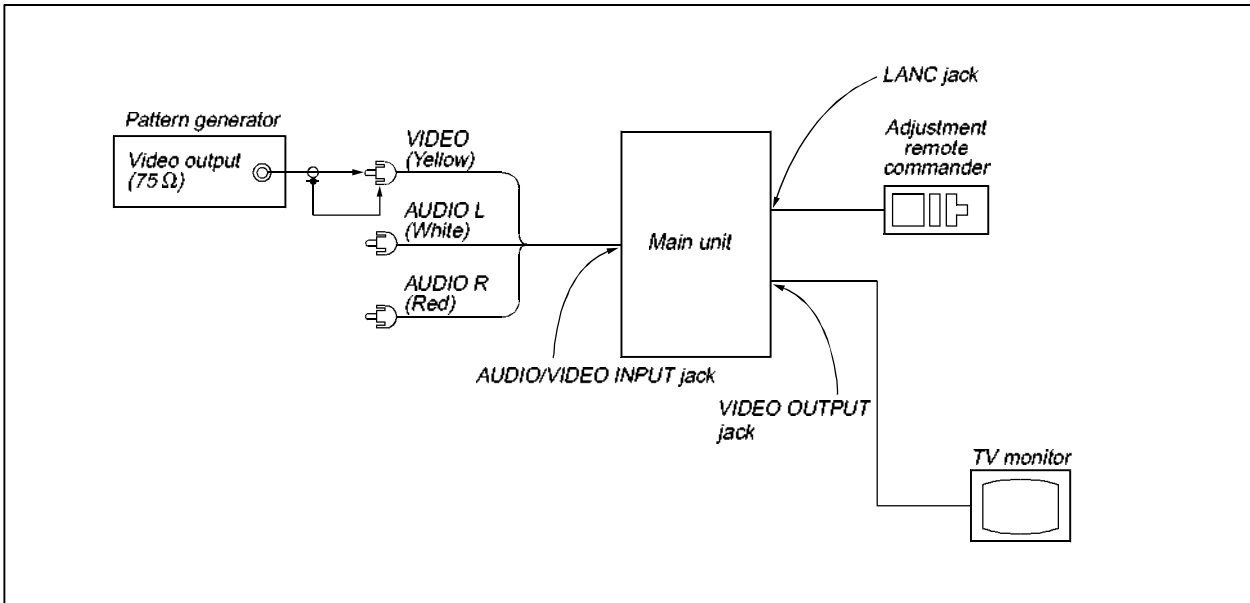 Pattern generator
Video output
(75 Ω)
VIDEO
(Yellow)
AUDIO L
(White)
AUDIO R
(Red)
Main unit
AUDIO/VIDEO INPUT jack
LANC jack
Adjustment
remote
commander
VIDEO OUTPUT
jack
TV monitor